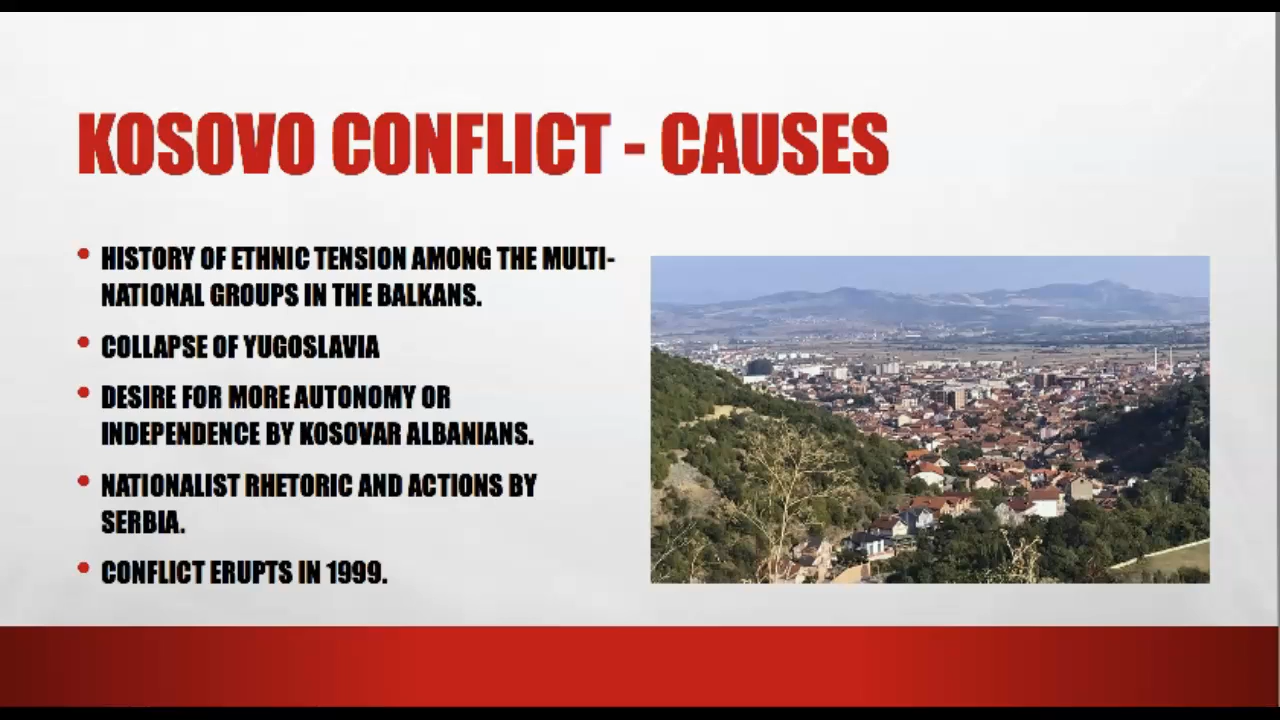 KOSOVO CONFLICT - CAUSES
• HISTORY OF ETHNIC TENSION AMONG THE MULTI-
NATIONAL GROUPS IN THE BALKANS.
• COLLAPSE OF YUGOSLAVIA
• DESIRE FOR MORE AUTONOMY OR
INDEPENDENCE BY KOSOVAR ALBANIANS.
• NATIONALIST RHETORIC AND ACTIONS BY
SERBIA.
• CONFLICT ERUPTS IN 1999.